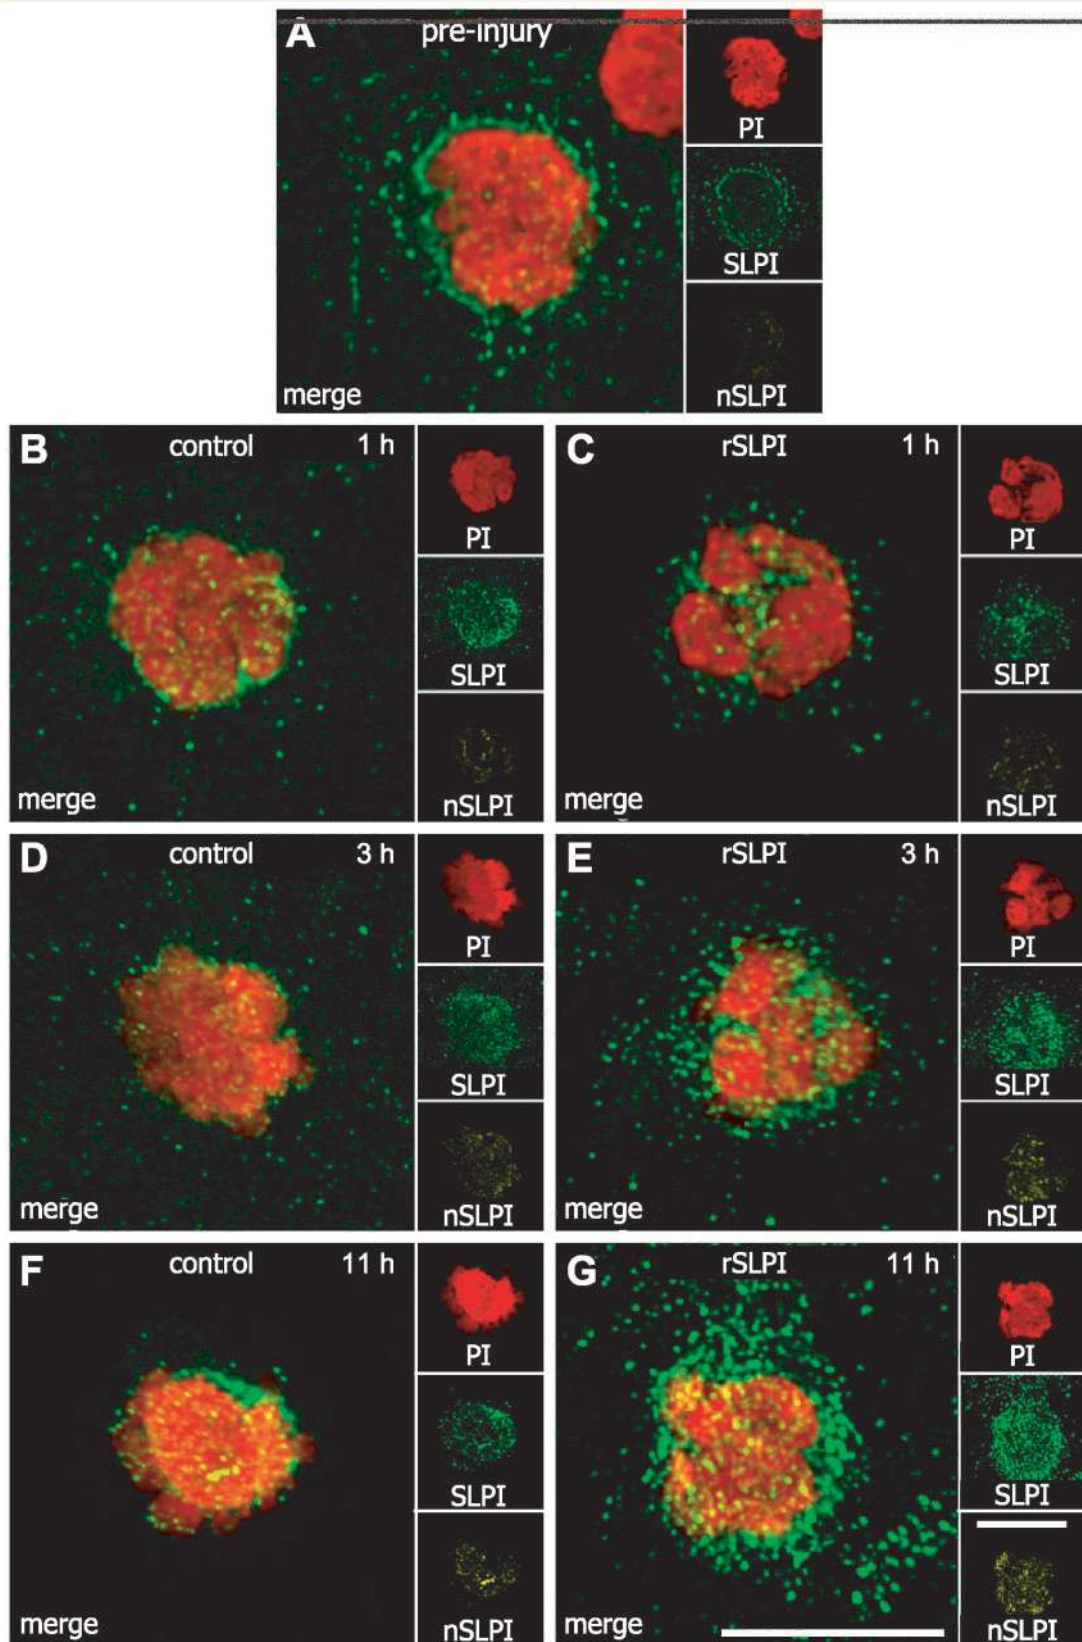 A pre-injury
PI
SLPI
nSLPI
merge
B control 1 h
PI
SLPI
nSLPI
merge
C rSLPI 1 h
PI
SLPI
nSLPI
merge
D control 3 h
PI
SLPI
nSLPI
merge
E rSLPI 3 h
PI
SLPI
nSLPI
merge
F control 11 h
PI
SLPI
nSLPI
merge
G rSLPI 11 h
PI
SLPI
nSLPI
merge